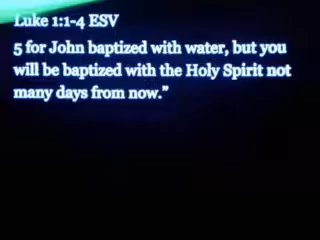 Luke 1:1-4 ESV
5 for John baptized with water, but you
will be baptized with the Holy Spirit not
many days from now.”